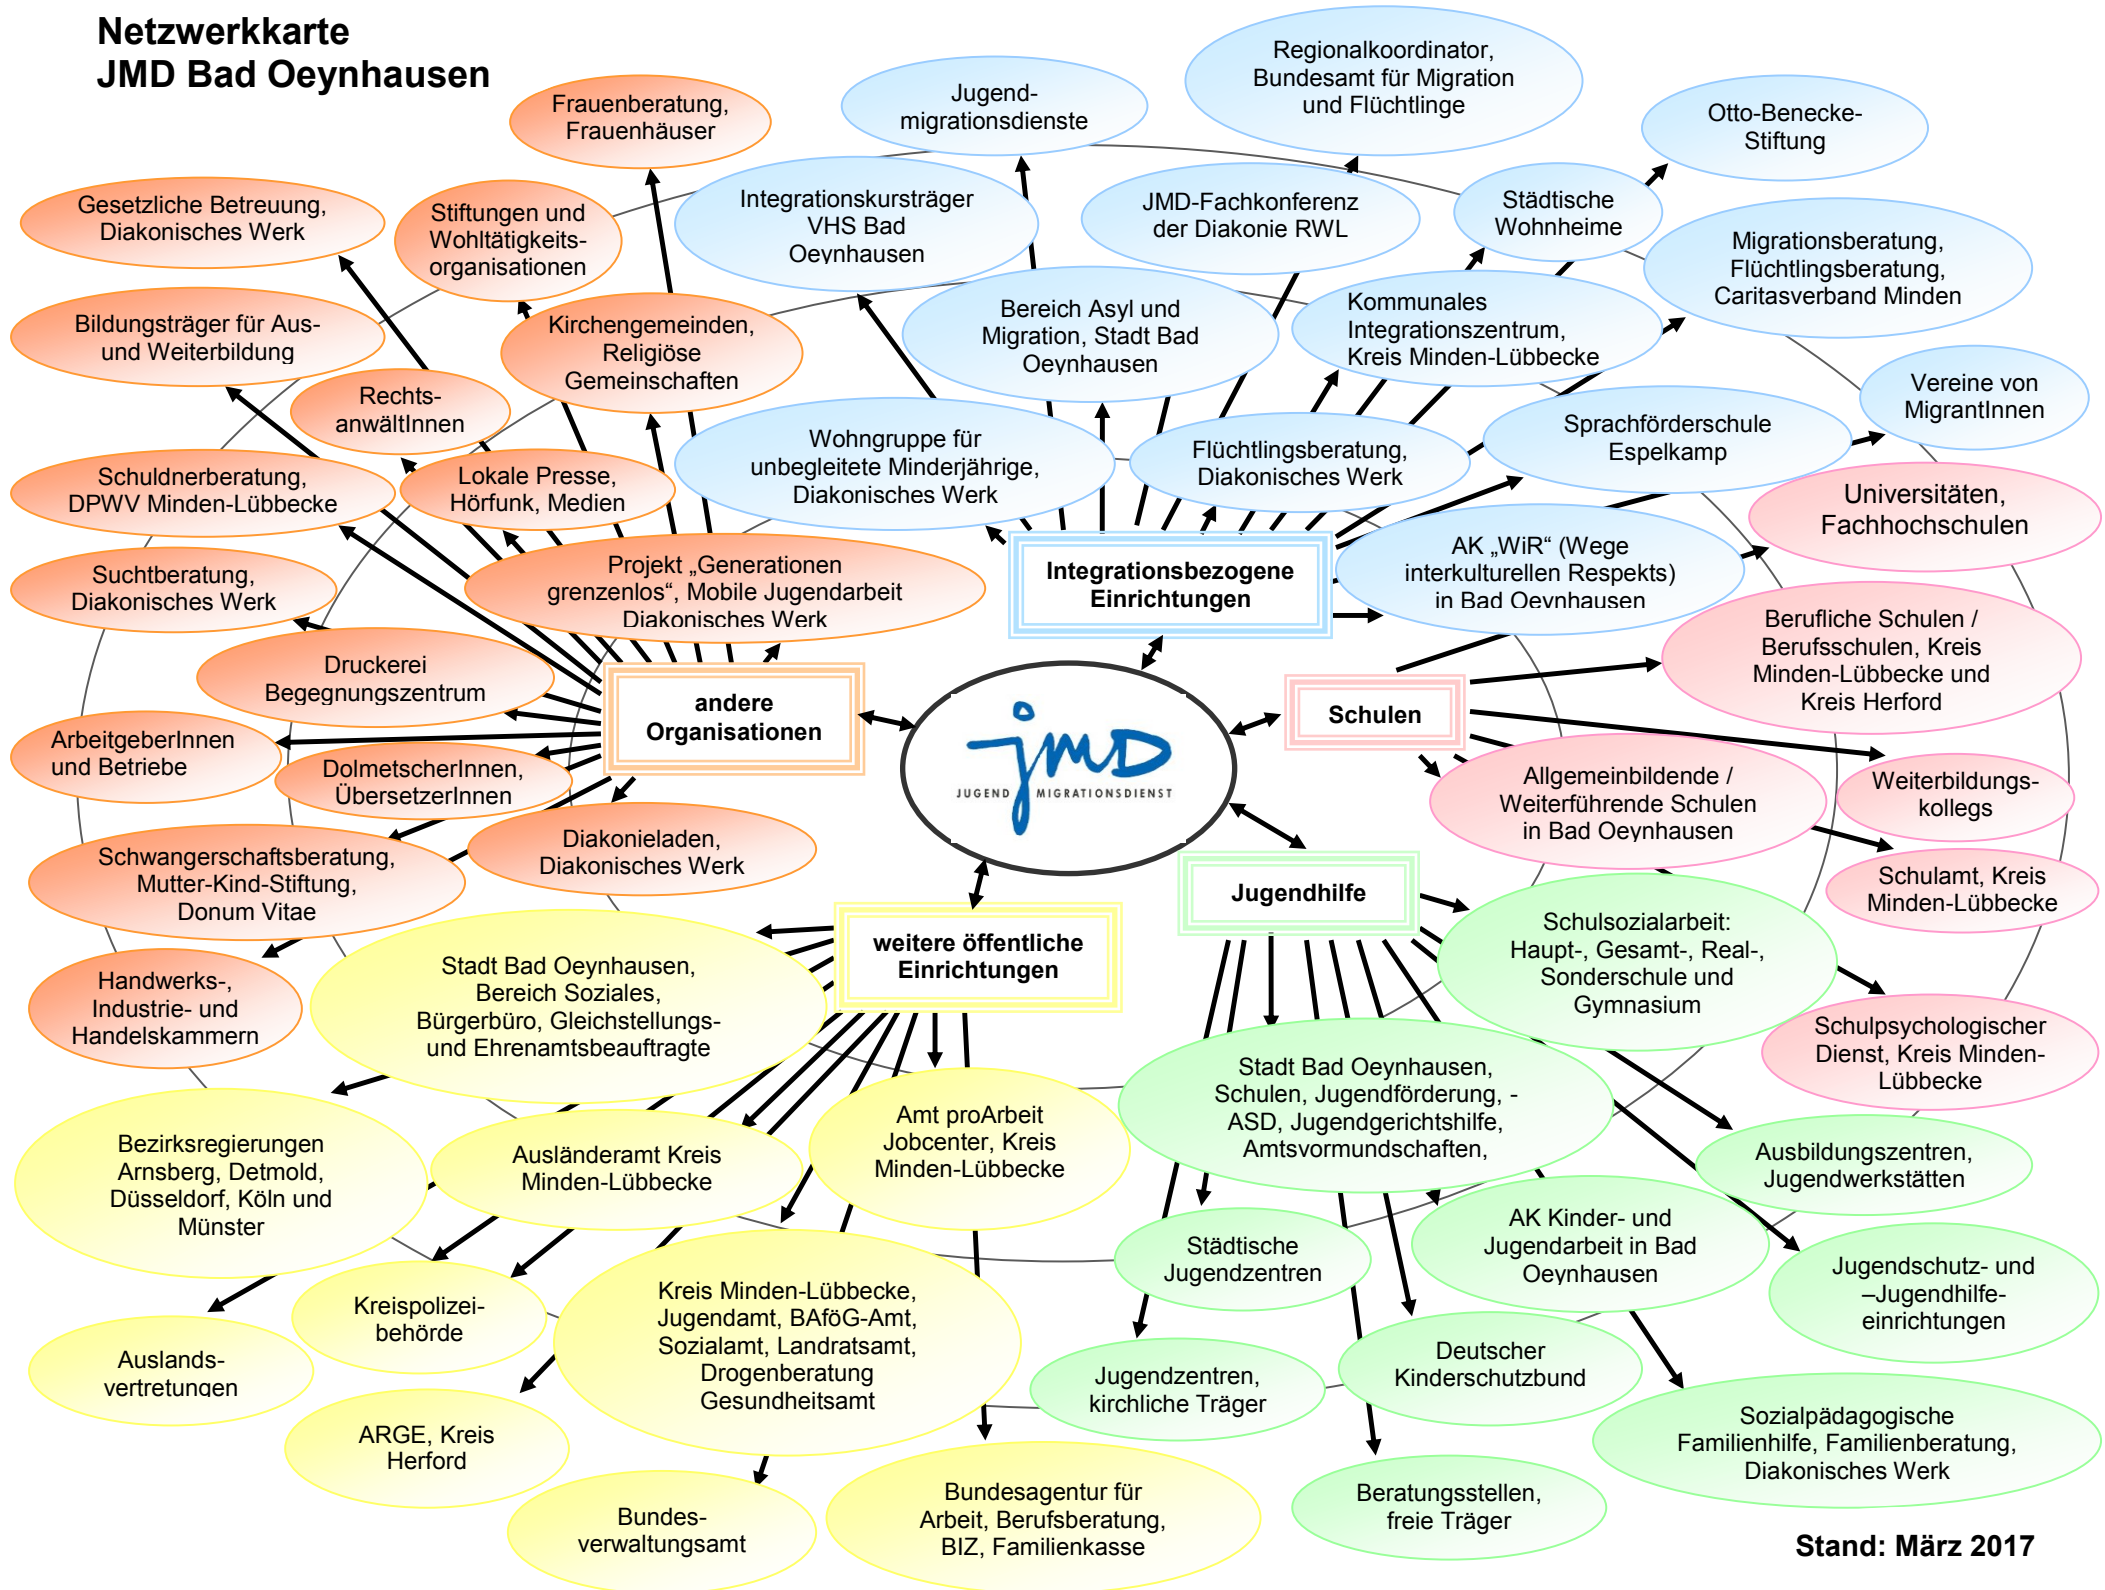 Netzwerkkarte
JMD Bad Oeynhausen
Frauenberatung,
Frauenhäuser
Jugend-
migrationsdienste
Regionalkoordinator,
Bundesamt für Migration
und Flüchtlinge
Otto-Benecke-
Stiftung
Gesetzliche Betreuung,
Diakonisches Werk
Stiftungen und
Wohltätigkeits-
organisationen
Integrationskursträger
VHS Bad
Oeynhausen
JMD-Fachkonferenz
der Diakonie RWL
Städtische
Wohnheime
Migrationsberatung,
Flüchtlingsberatung,
Caritasverband Minden
Bildungsträger für Aus-
und Weiterbildung
Kirchengemeinden,
Religiöse
Gemeinschaften
Bereich Asyl und
Migration, Stadt Bad
Oeynhausen
Kommunales
Integrationszentrum,
Kreis Minden-Lübbecke
Rechts-
anwältInnen
Vereine von
MigrantInnen
Schuldnerberatung,
DPWV Minden-Lübbecke
Lokale Presse,
Hörfunk, Medien
Wohngruppe für
unbegleitete Minderjährige,
Diakonisches Werk
Flüchtlingsberatung,
Diakonisches Werk
Sprachförderschule
Espelkamp
Universitäten,
Fachhochschulen
Suchtberatung,
Diakonisches Werk
Projekt „Generationen
grenzenlos“, Mobile Jugendarbeit
Diakonisches Werk
Integrationsbezogene
Einrichtungen
AK „WiR“ (Wege
interkulturellen Respekts)
in Bad Oeynhausen
Berufliche Schulen /
Berufsschulen, Kreis
Minden-Lübbecke und
Kreis Herford
Druckerei
Begegnungszentrum
andere
Organisationen
jmD
JUGEND MIGRATIONSDIENST
Schulen
ArbeitgeberInnen
und Betriebe
DolmetscherInnen,
ÜbersetzerInnen
Allgemeinbildende /
Weiterführende Schulen
in Bad Oeynhausen
Weiterbildungs-
kollegs
Schwangerschaftsberatung,
Mutter-Kind-Stiftung,
Donum Vitae
Diakonieladen,
Diakonisches Werk
Jugendhilfe
Schulamt, Kreis
Minden-Lübbecke
weitere öffentliche
Einrichtungen
Schulsozialarbeit:
Haupt-, Gesamt-, Real-,
Sonderschule und
Gymnasium
Handwerks-,
Industrie- und
Handelskammern
Stadt Bad Oeynhausen,
Bereich Soziales,
Bürgerbüro, Gleichstellungs-
und Ehrenamtsbeauftragte
Schulpsychologischer
Dienst, Kreis Minden-
Lübbecke
Stadt Bad Oeynhausen,
Schulen, Jugendförderung, -
ASD, Jugendgerichtshilfe,
Amtsvormundschaften,
Bezirksregierungen
Arnsberg, Detmold,
Düsseldorf, Köln und
Münster
Ausländeramt Kreis
Minden-Lübbecke
Amt proArbeit
Jobcenter, Kreis
Minden-Lübbecke
Ausbildungszentren,
Jugendwerkstätten
Städtische
Jugendzentren
AK Kinder- und
Jugendarbeit in Bad
Oeynhausen
Jugendschutz- und
–Jugendhilfe-
einrichtungen
Kreispolizei-
behörde
Kreis Minden-Lübbecke,
Jugendamt, BAföG-Amt,
Sozialamt, Landratsamt,
Drogenberatung
Gesundheitsamt
Auslands-
vertretungen
Jugendzentren,
kirchliche Träger
Deutscher
Kinderschutzbund
ARGE, Kreis
Herford
Sozialpädagogische
Familienhilfe, Familienberatung,
Diakonisches Werk
Bundes-
verwaltungsamt
Bundesagentur für
Arbeit, Berufsberatung,
BIZ, Familienkasse
Beratungsstellen,
freie Träger
Stand: März 2017